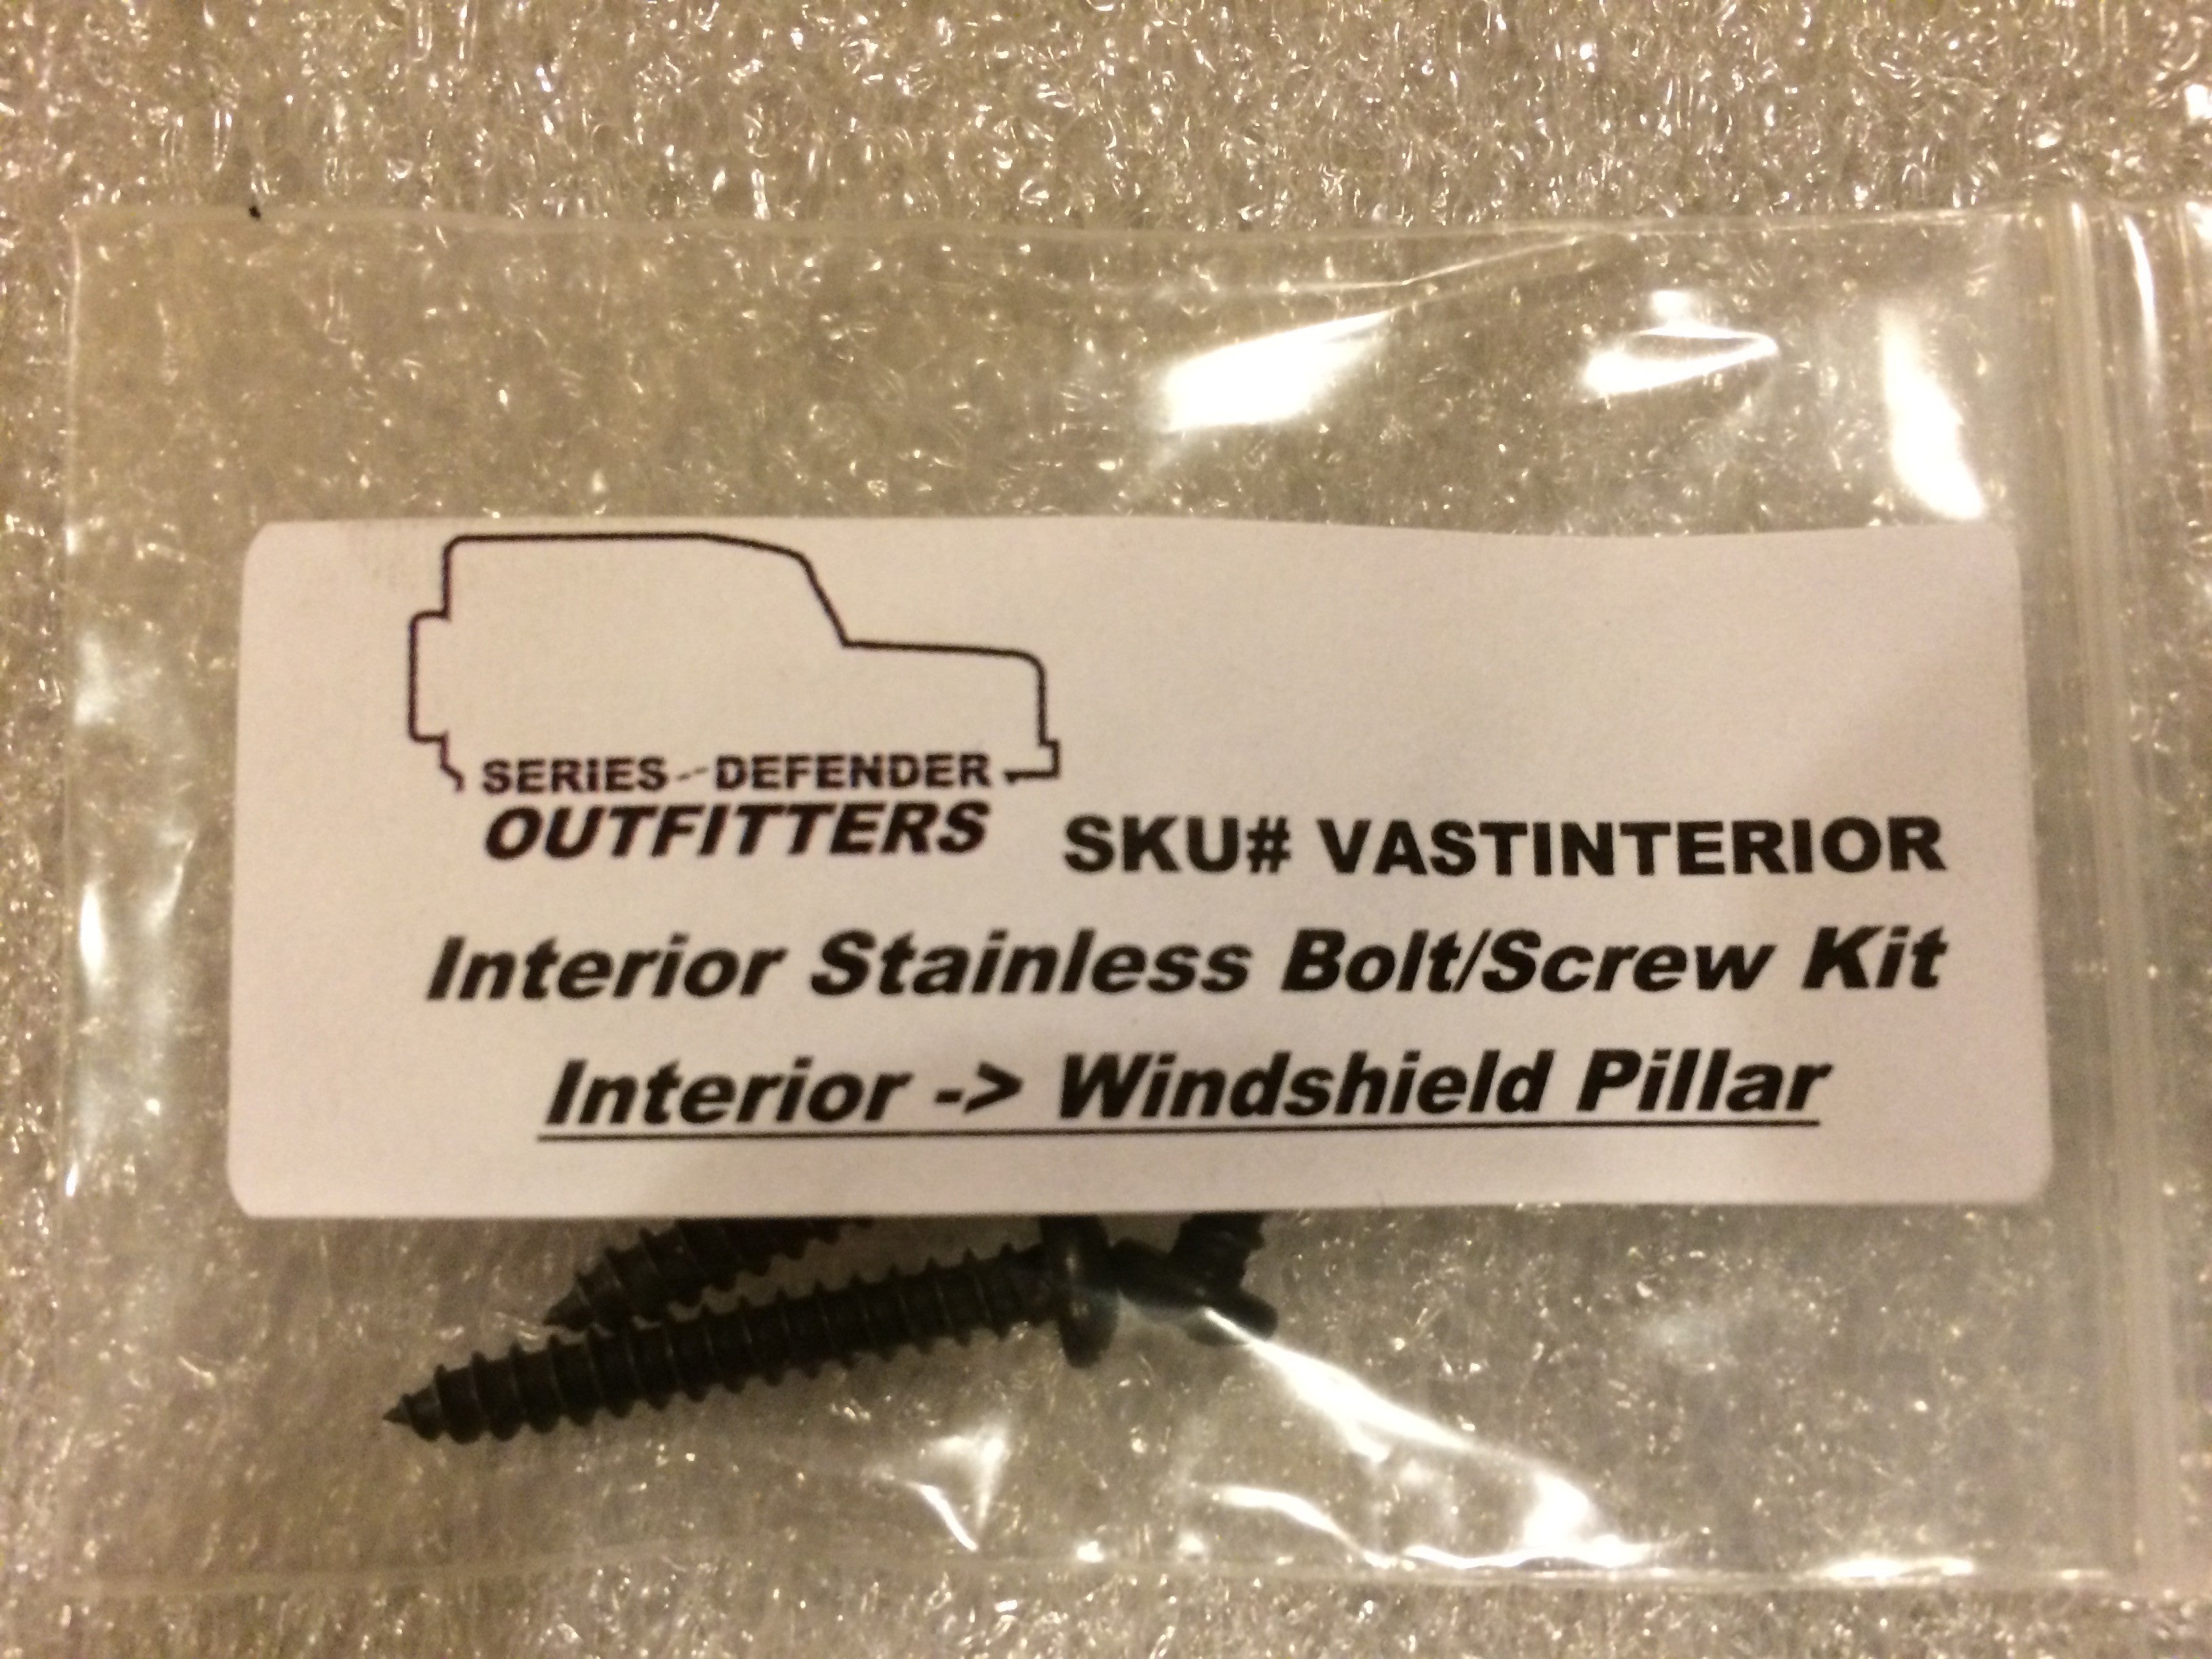 SERIES--DEFENDER
OUTFITTERS
SKU# VASTINTERIOR
Interior Stainless Bolt/Screw Kit
Interior -> Windshield Pillar